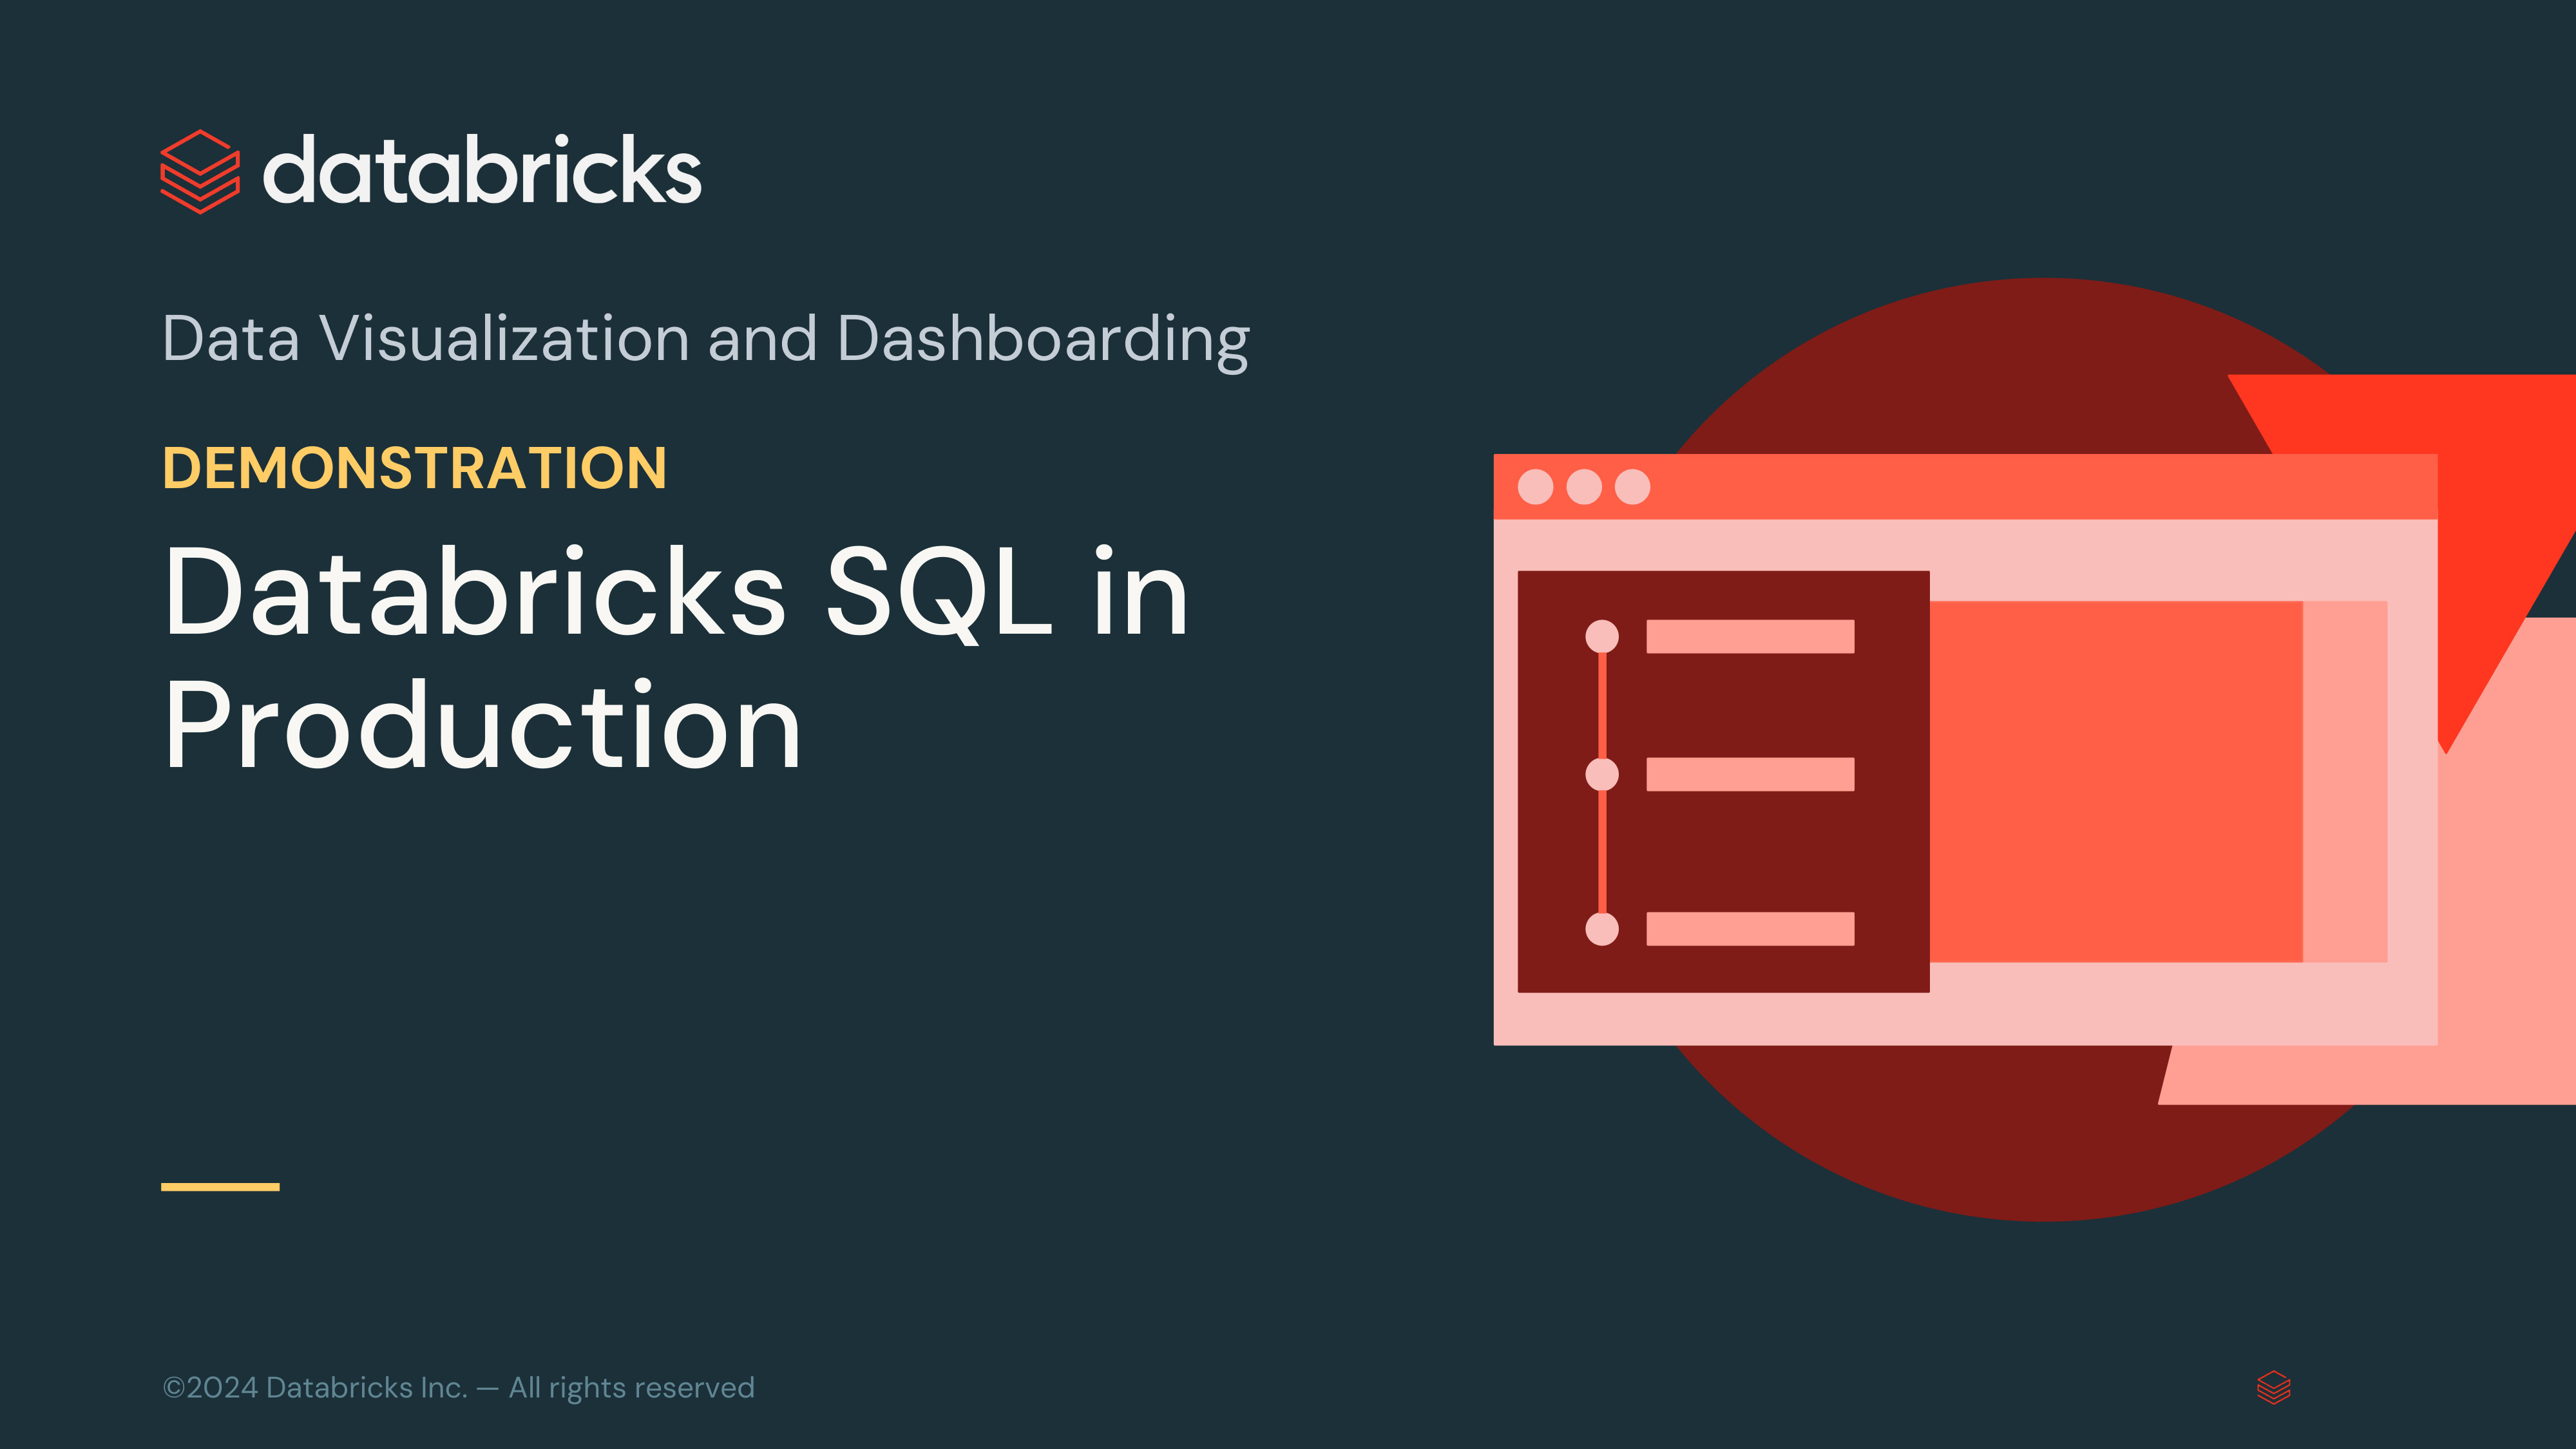 databricks
Data Visualization and Dashboarding
DEMONSTRATION
Databricks SQL in
Production
©2024 Databricks Inc. — All rights reserved